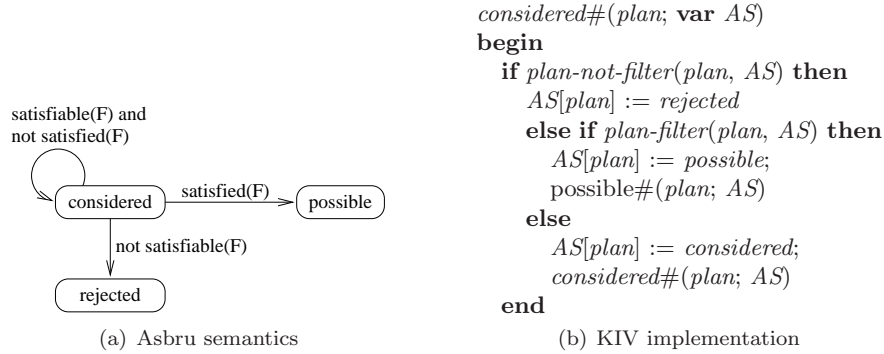 satisfiable(F) and
not satisfied(F)
considered
satisfied(F)
possible
not satisfiable(F)
rejected
(a) Asbru semantics
considered#(plan; var AS)
begin
if plan-not-filter(plan, AS) then
AS[plan] := rejected
else if plan-filter(plan, AS) then
AS[plan] := possible;
possible#(plan; AS)
else
AS[plan] := considered;
considered#(plan; AS)
end
(b) KIV implementation